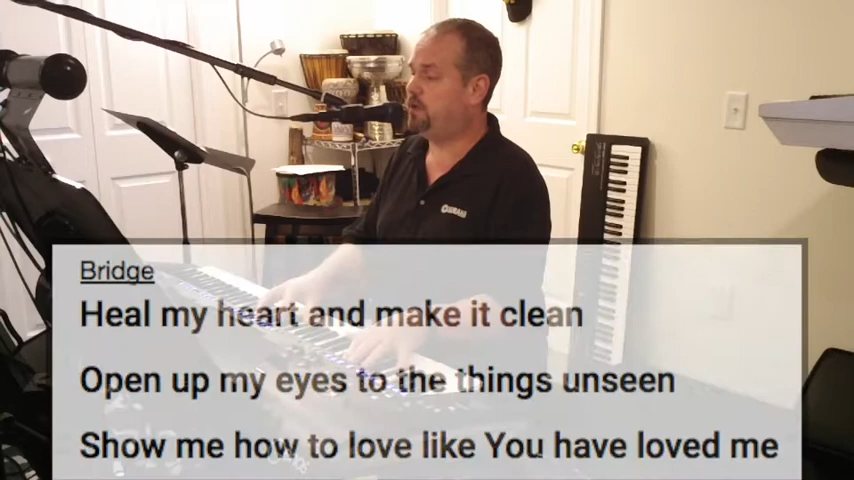 Bridge
Heal my heart and make it clean
Open up my eyes to the things unseen
Show me how to love like You have loved me